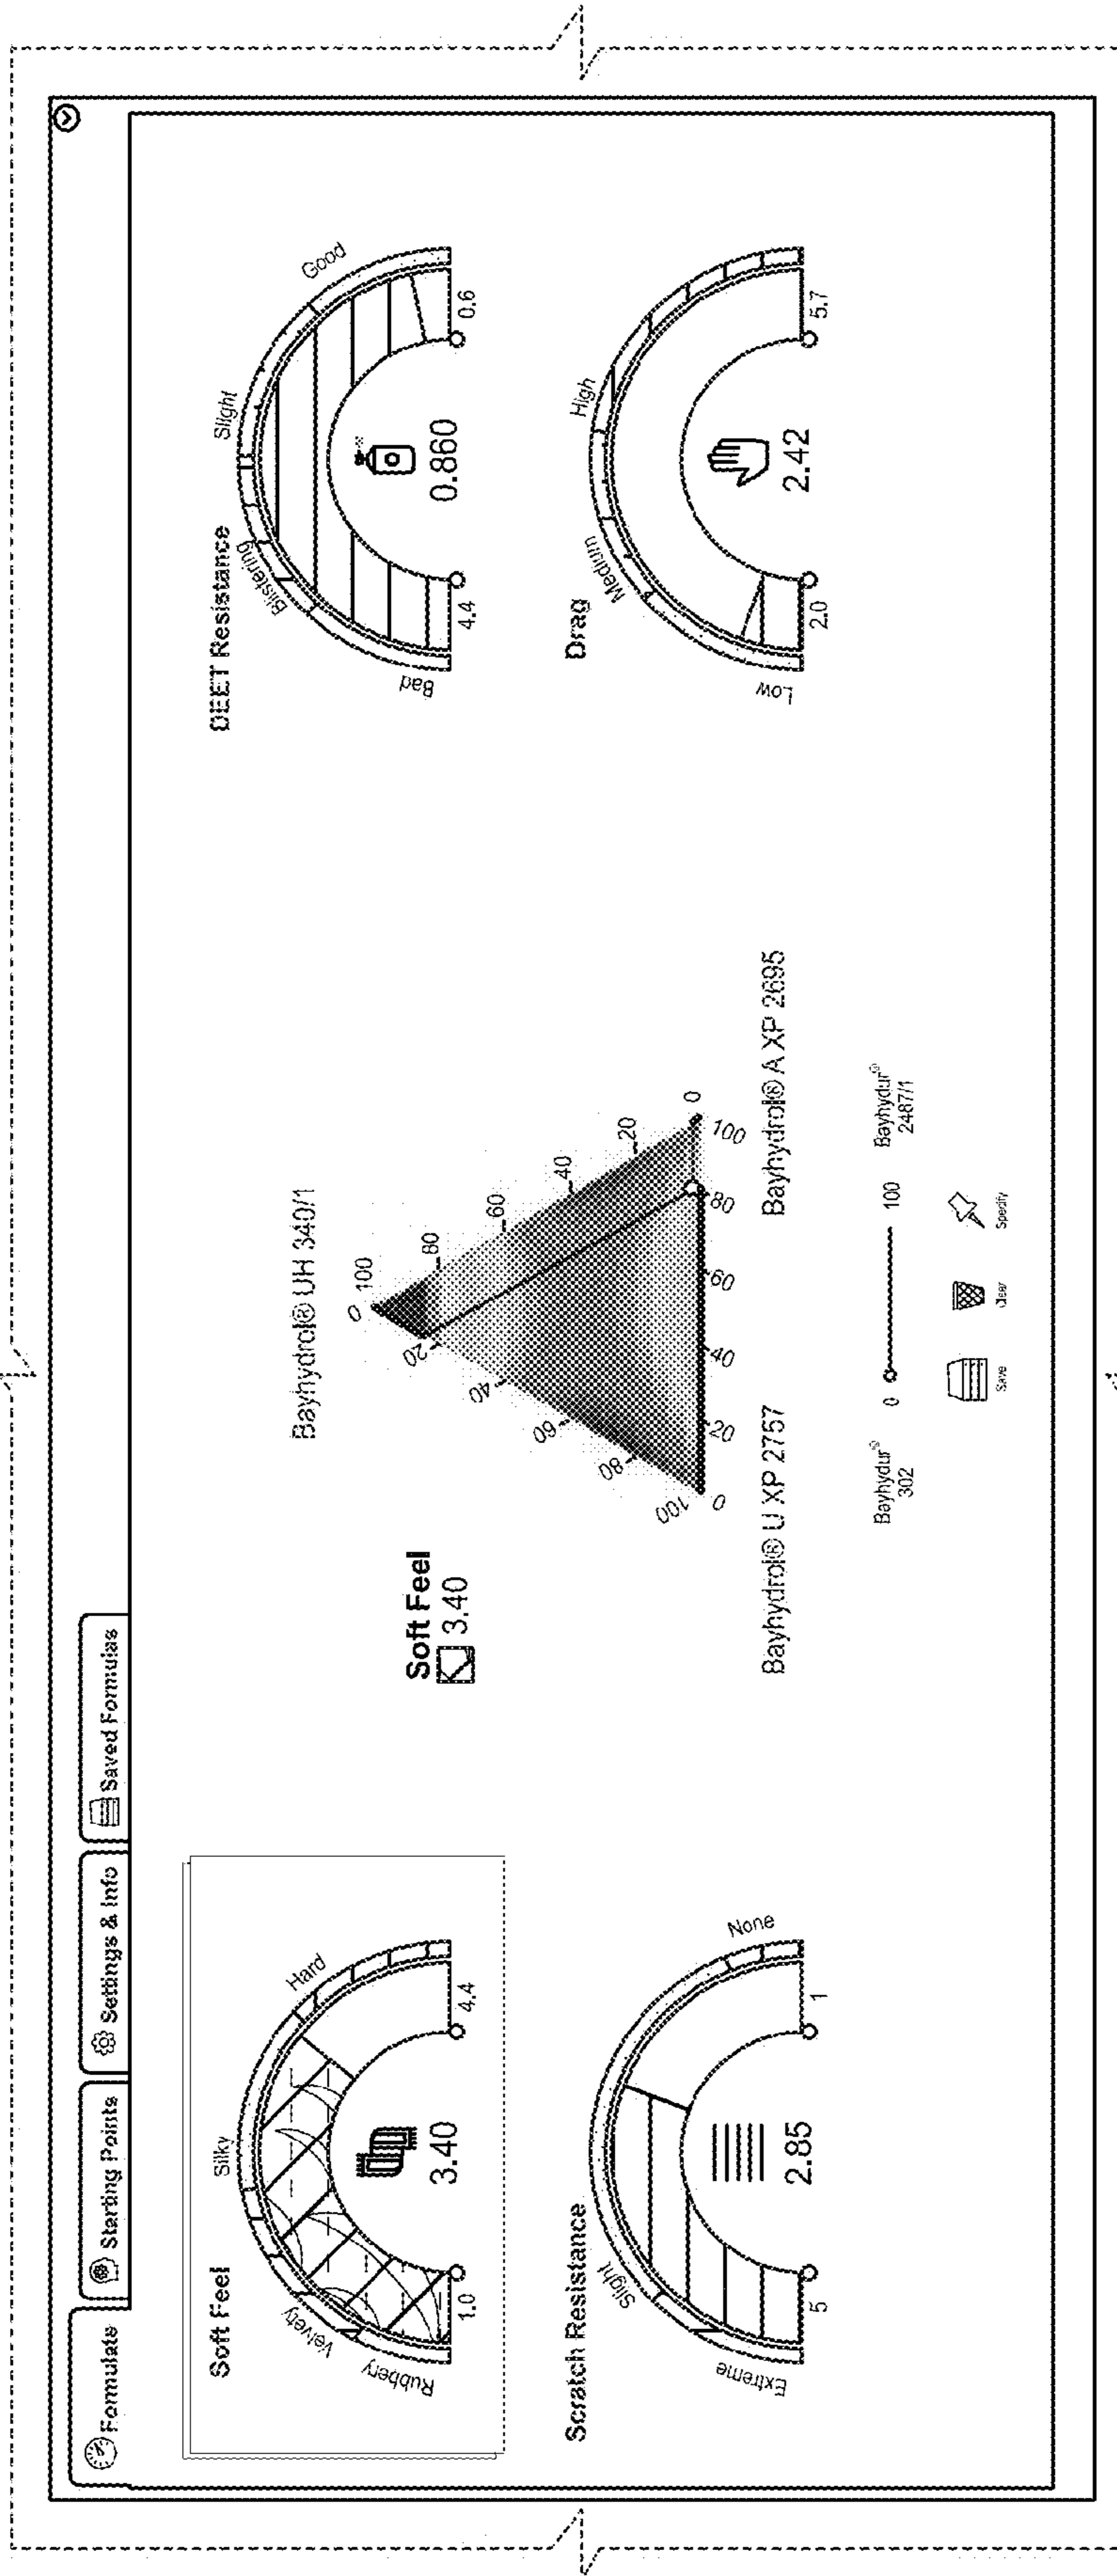 Formulate
Starting Points
Settings & Info
Saved Formulas
Soft Feel
Rubbery
Velvety
Silky
Hard
3.40
1.0
4.4
Scratch Resistance
Extreme
Slight
None
2.85
5
1
Soft Feel
3.40
Bayhydrol® UH 340/1
0
100
20
80
40
60
60
40
80
20
100
0
0
20
40
60
80
100
Bayhydrol® U XP 2757
Bayhydrol® A XP 2695
Bayhydur®
302
0
100
Bayhydur®
2487/1
Save
Clear
Specify
DEET Resistance
Bad
Blistering
Slight
Good
0.860
4.4
0.6
Drag
Low
Medium
High
2.42
2.0
5.7